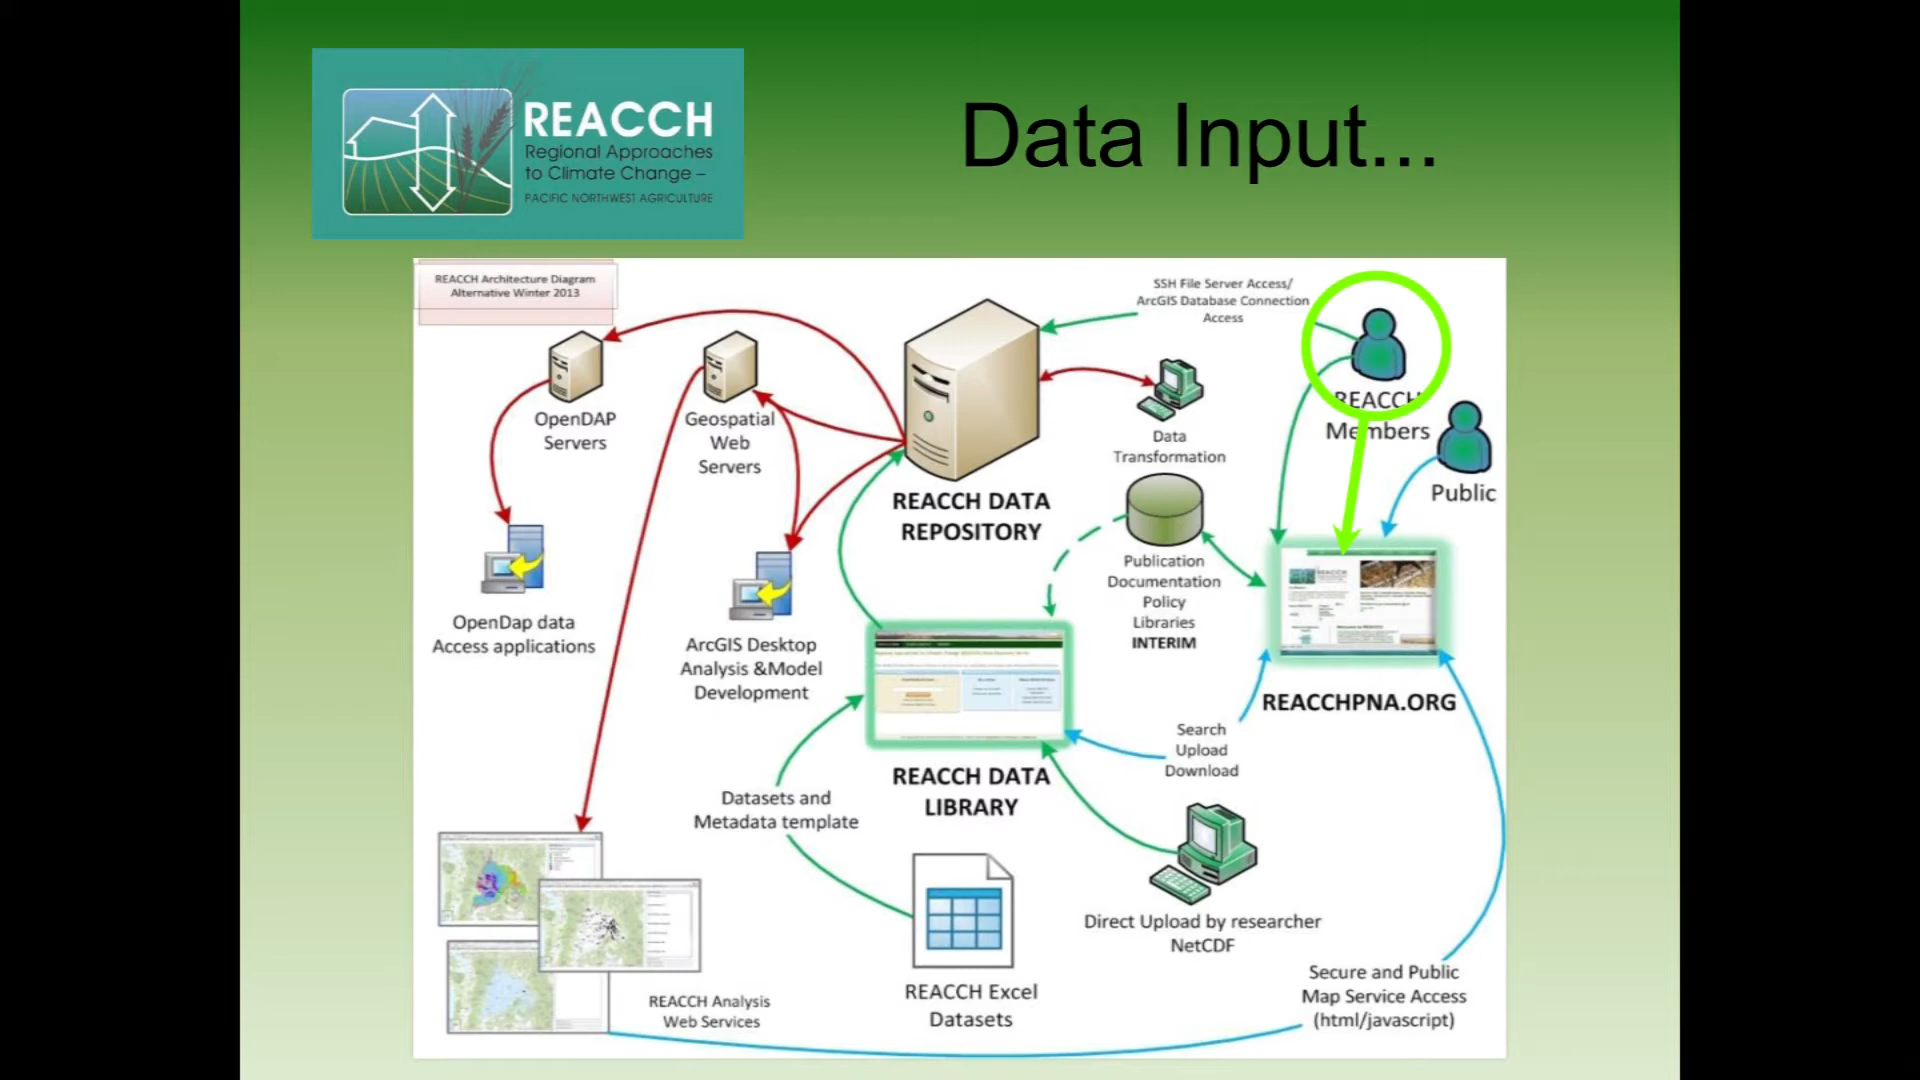 REACCH
Regional Approaches
to Climate Change –
PACIFIC NORTHWEST AGRICULTURE
Data Input...
REACCH Architecture Diagram
Alternative Winter 2013
SSH File Server Access/
ArcGIS Database Connection
Access
REACCH
Members
Public
OpenDAP
Servers
Geospatial
Web
Servers
REACCH DATA
REPOSITORY
Data
Transformation
Publication
Documentation
Policy
Libraries
INTERIM
OpenDap data
Access applications
ArcGIS Desktop
Analysis &Model
Development
REACCHPNA.ORG
Search
Upload
Download
REACCH DATA
LIBRARY
Datasets and
Metadata template
Direct Upload by researcher
NetCDF
REACCH Excel
Datasets
REACCH Analysis
Web Services
Secure and Public
Map Service Access
(html/javascript)